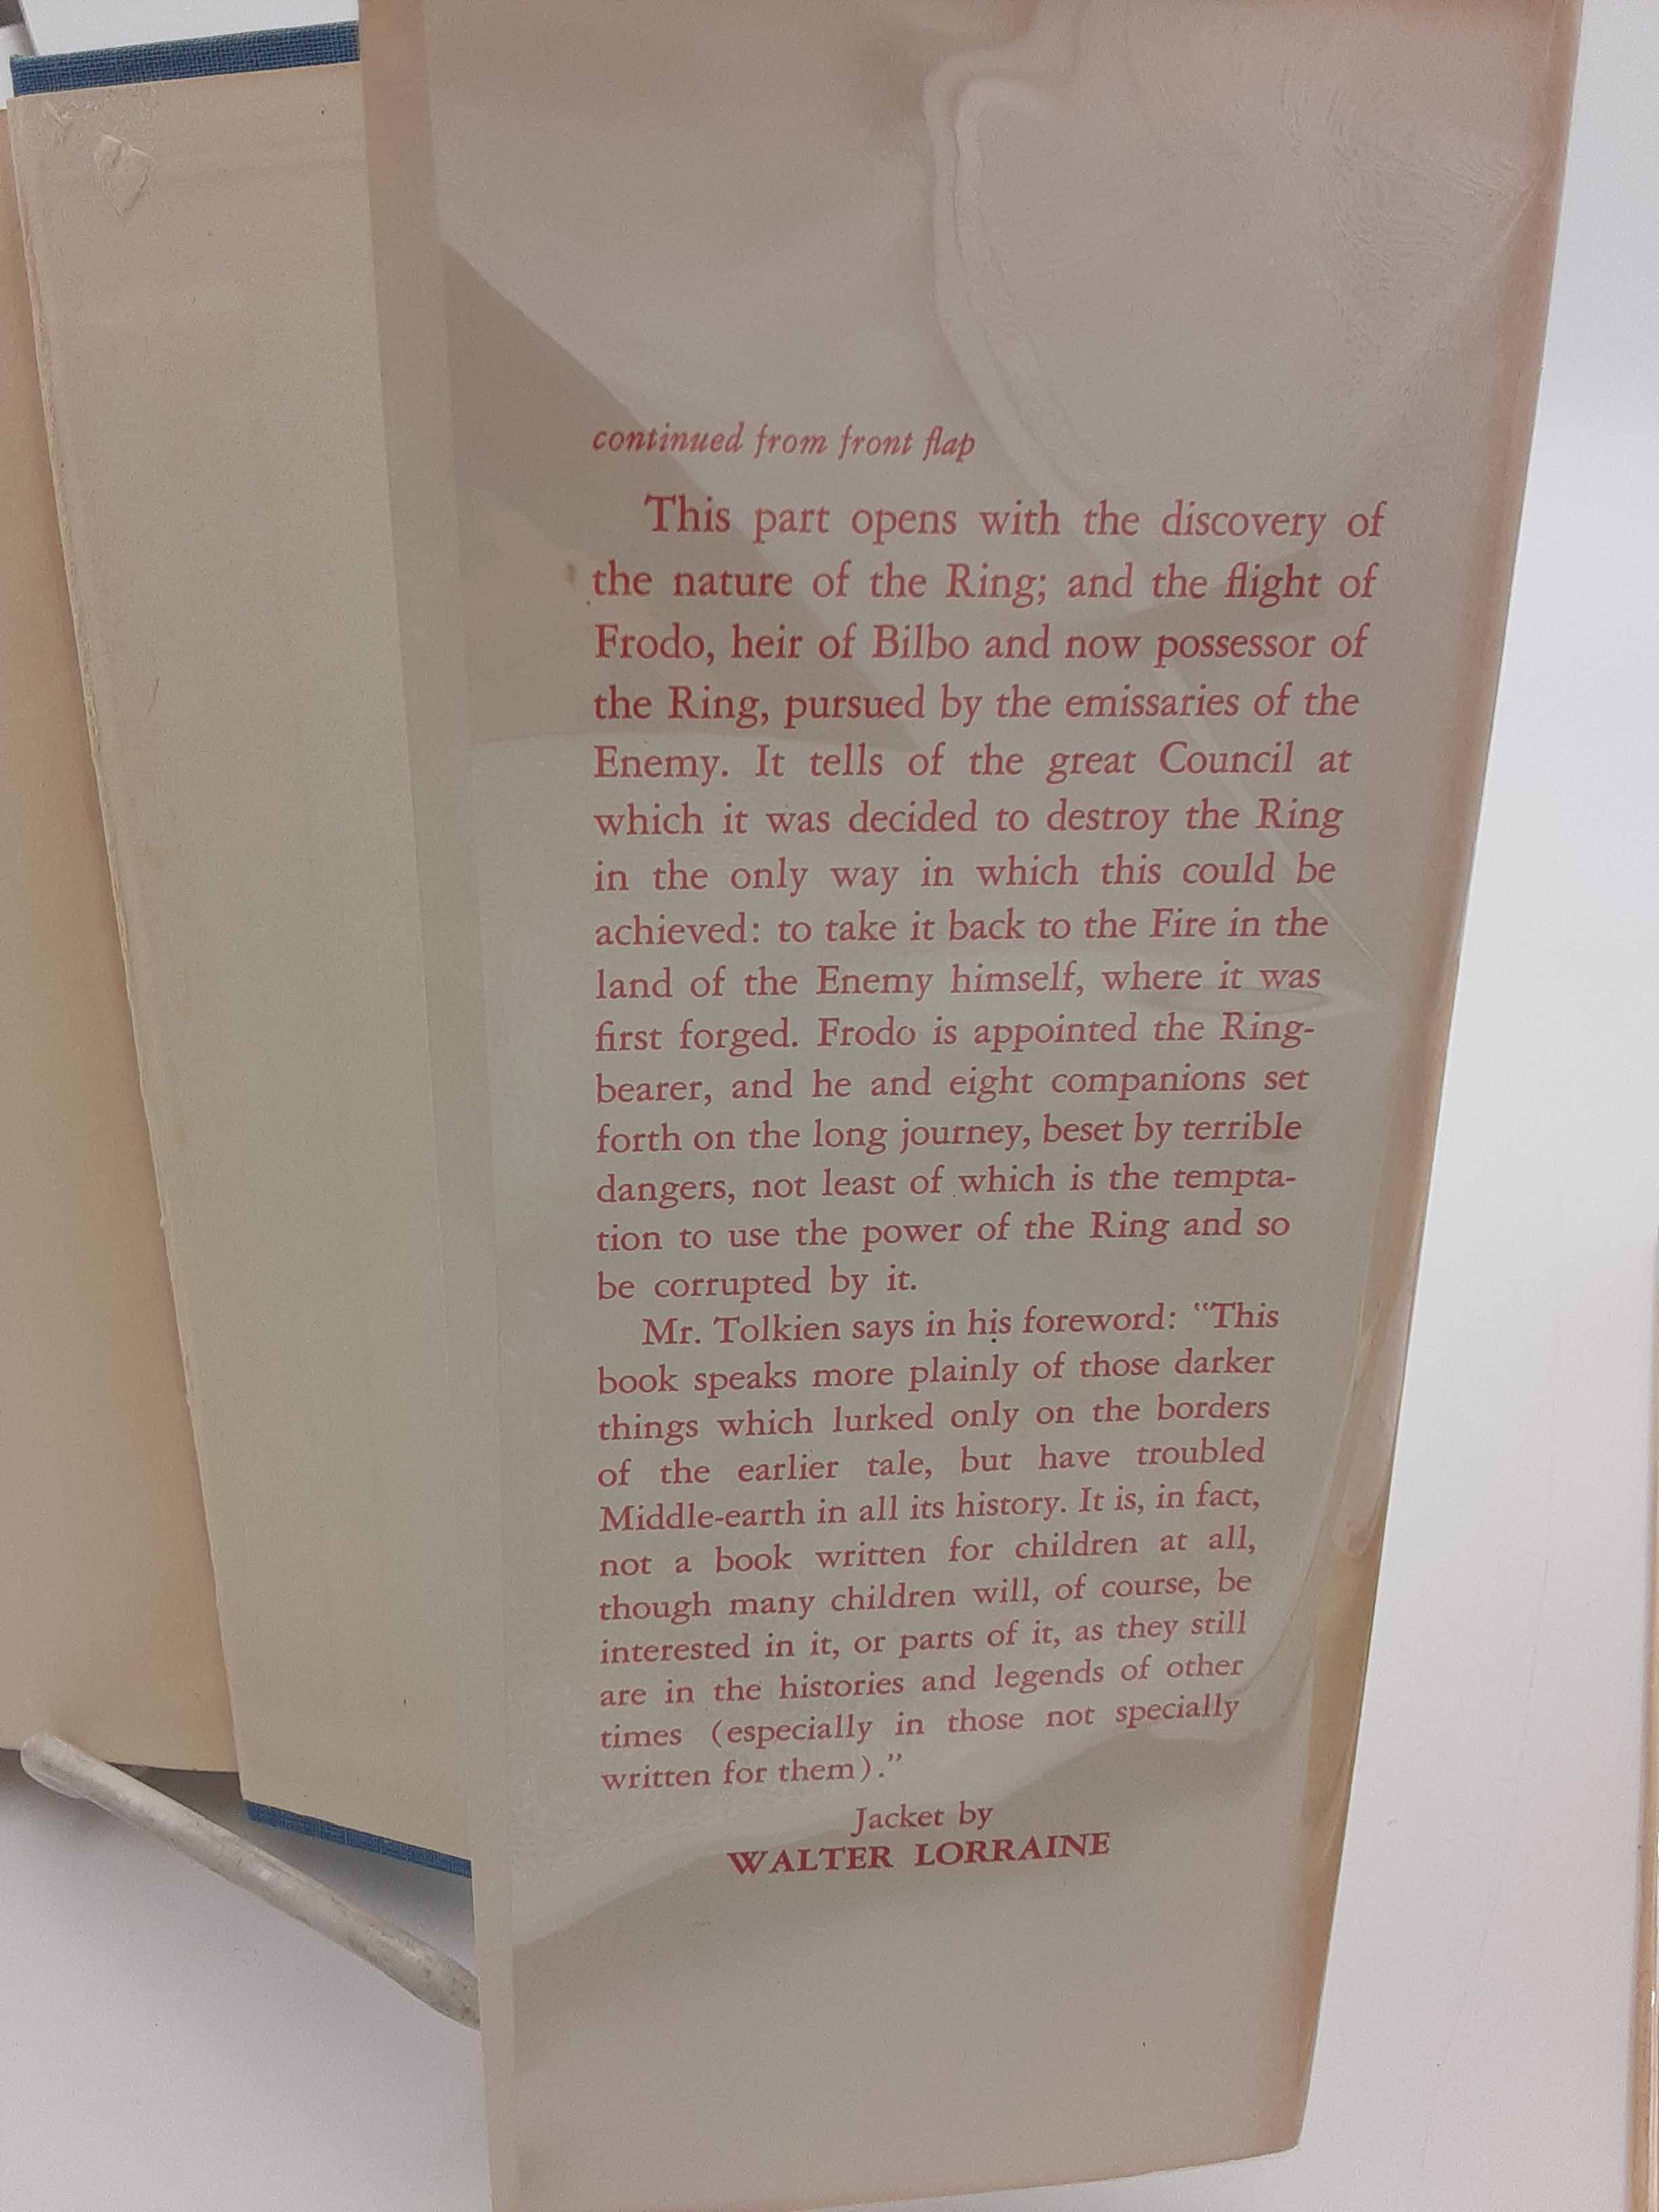 continued from front flap
This part opens with the discovery of
the nature of the Ring; and the flight of
Frodo, heir of Bilbo and now possessor of
the Ring, pursued by the emissaries of the
Enemy. It tells of the great Council at
which it was decided to destroy the Ring
in the only way in which this could be
achieved: to take it back to the Fire in the
land of the Enemy himself, where it was
first forged. Frodo is appointed the Ring-
bearer, and he and eight companions set
forth on the long journey, beset by terrible
dangers, not least of which is the tempta-
tion to use the power of the Ring and so
be corrupted by it.
Mr. Tolkien says in his foreword: "This
book speaks more plainly of those darker
things which lurked only on the borders
of the earlier tale, but have troubled
Middle-earth in all its history. It is, in fact,
not a book written for children at all,
though many children will, of course, be
interested in it, or parts of it, as they still
are in the histories and legends of other
times (especially in those not specially
written for them)."
Jacket by
WALTER LORRAINE